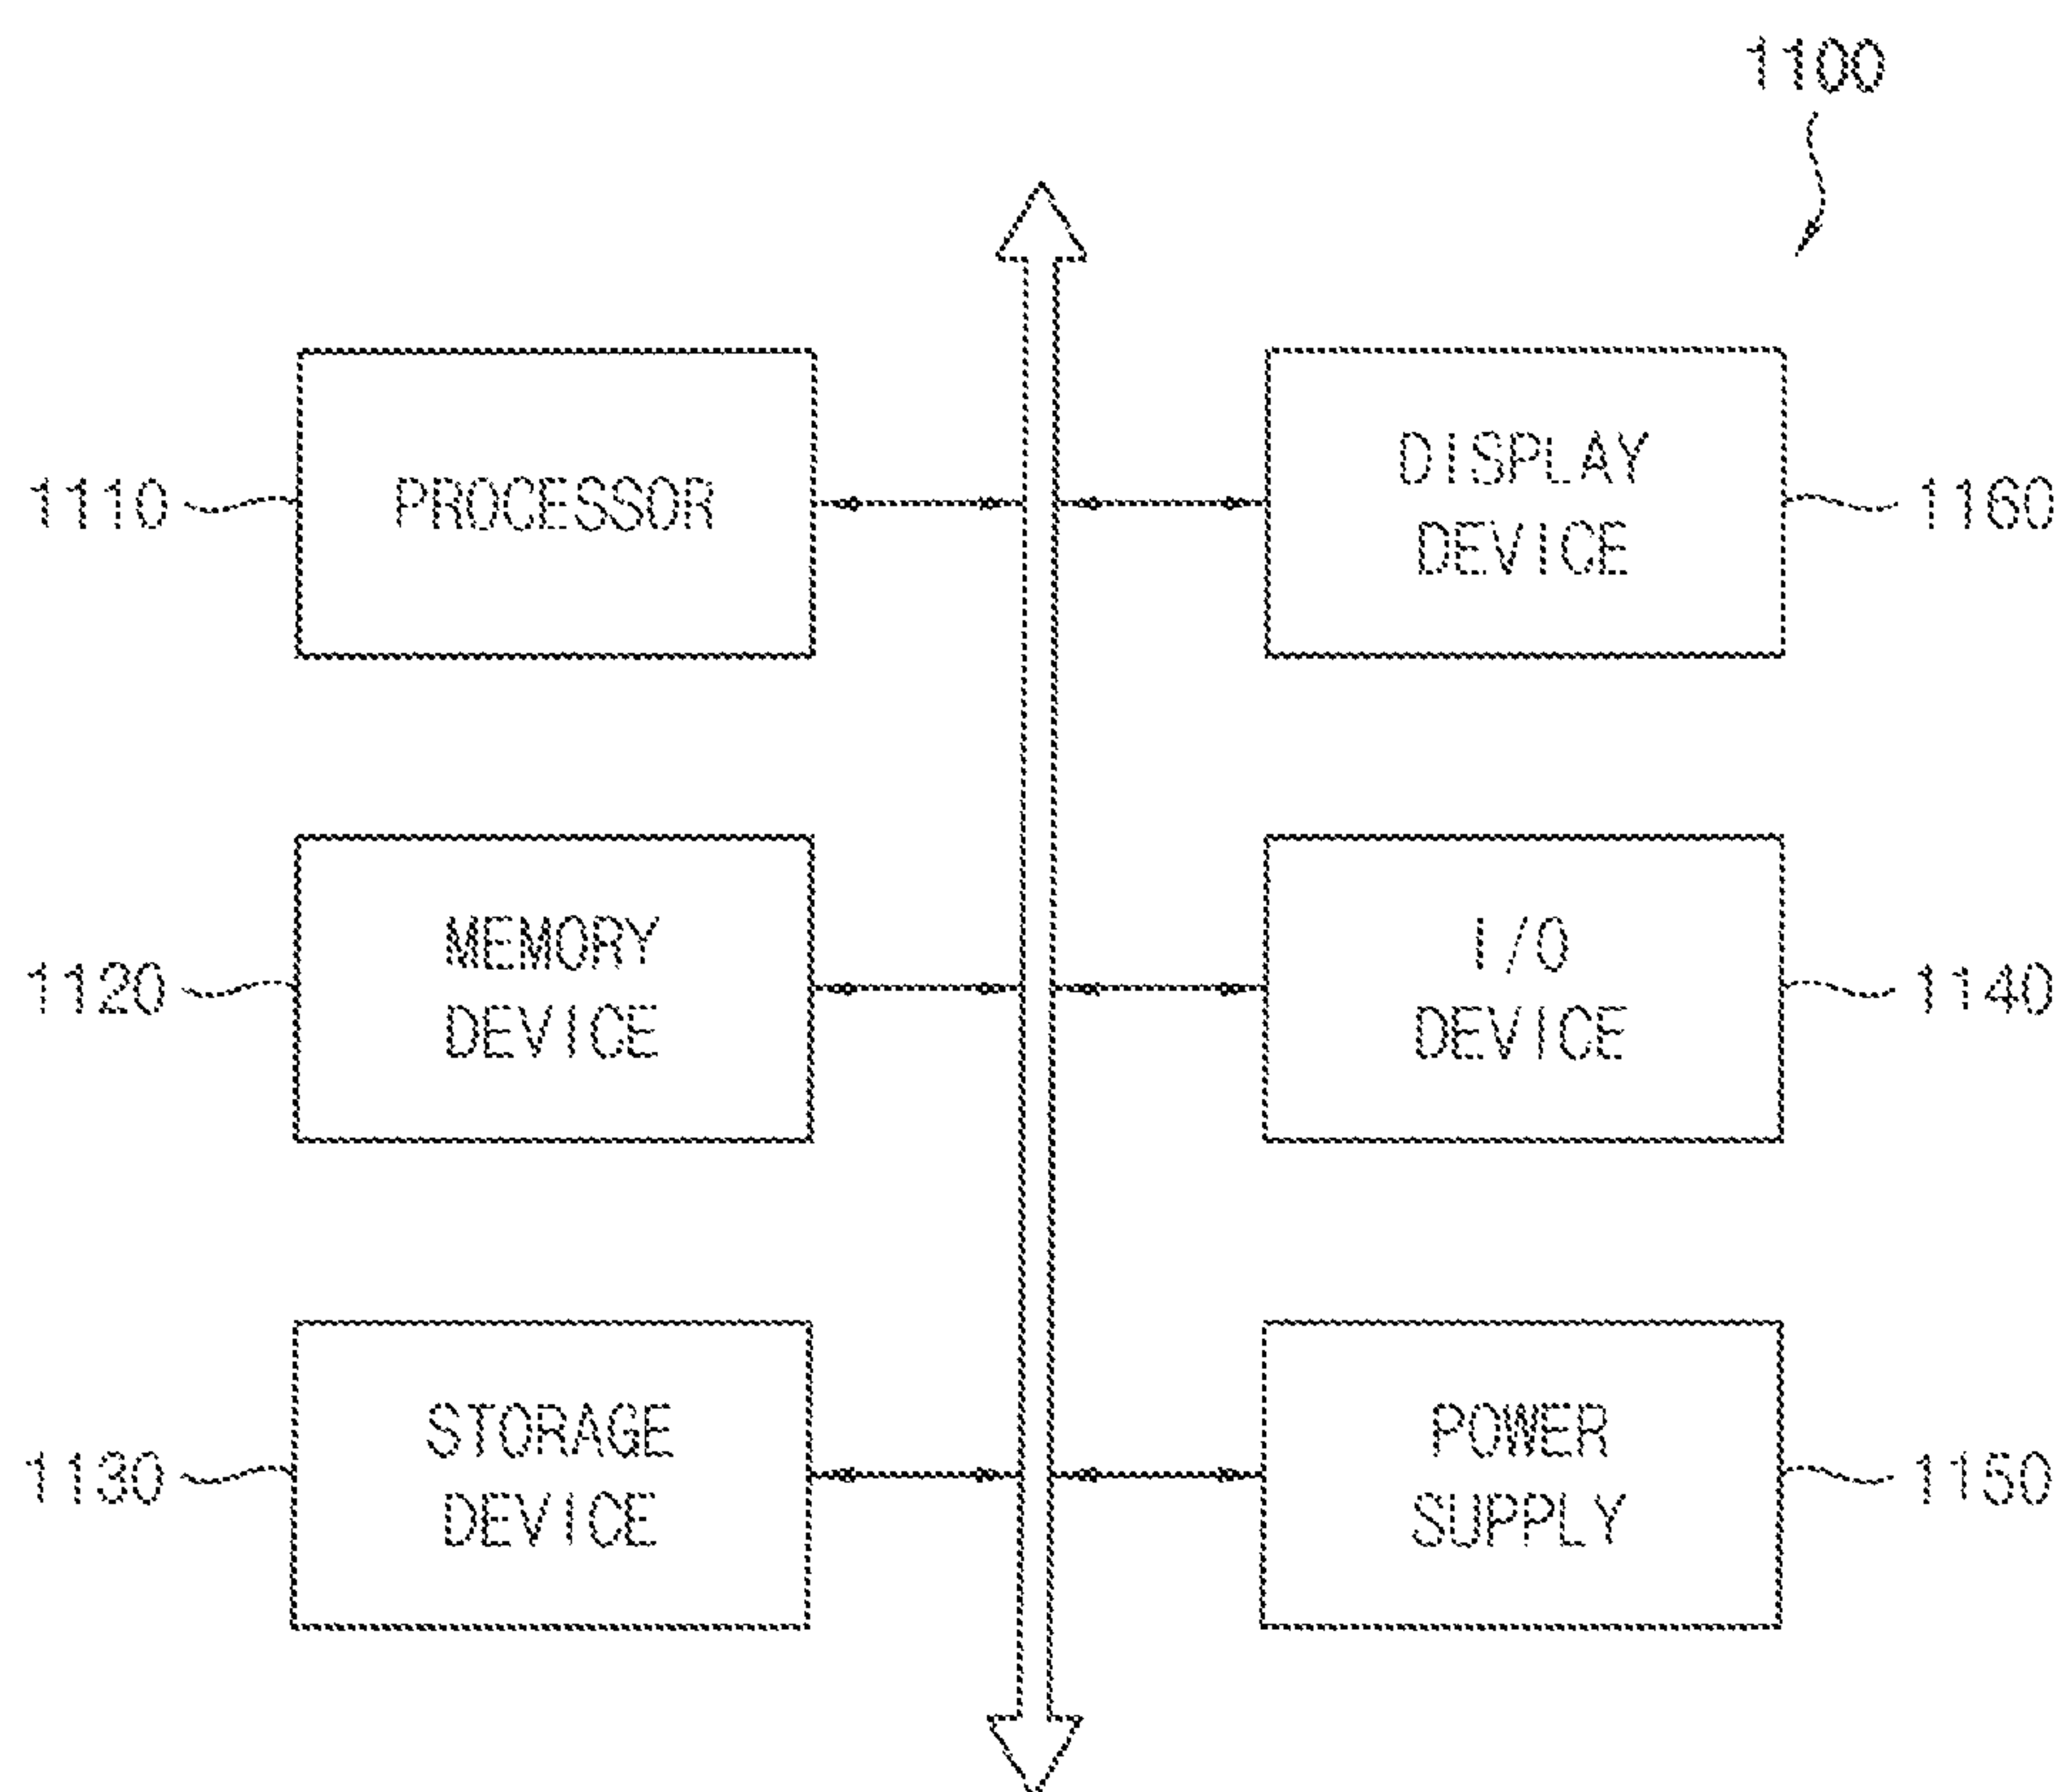 1100
1110
PROCESSOR
DISPLAY
DEVICE
1160
1120
MEMORY
DEVICE
I/O
DEVICE
1140
1130
STORAGE
DEVICE
POWER
SUPPLY
1150